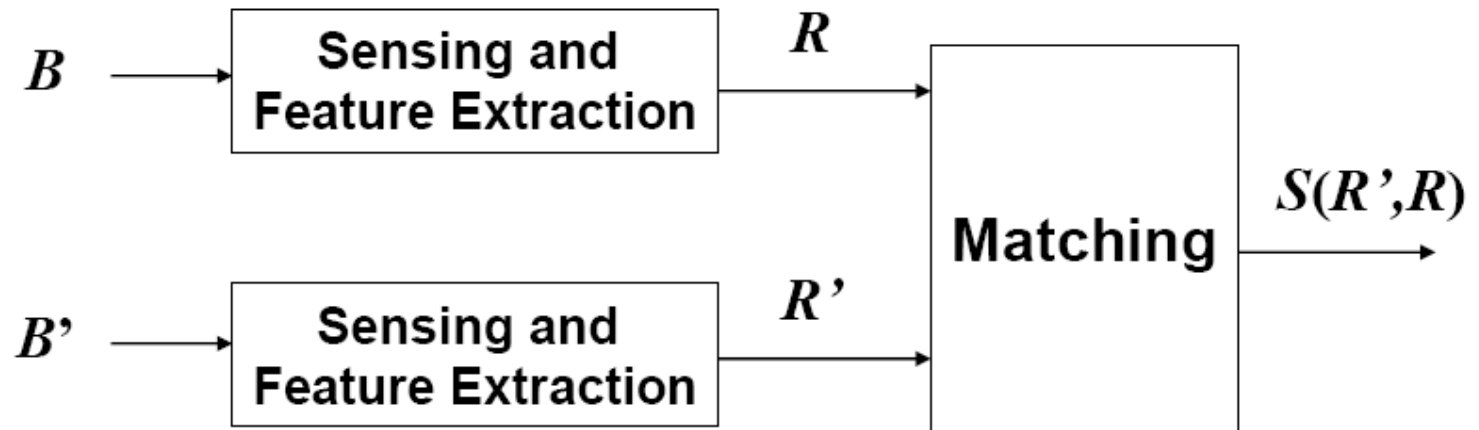 B
Sensing and
Feature Extraction
R
Matching
S(R’,R)
B’
Sensing and
Feature Extraction
R’